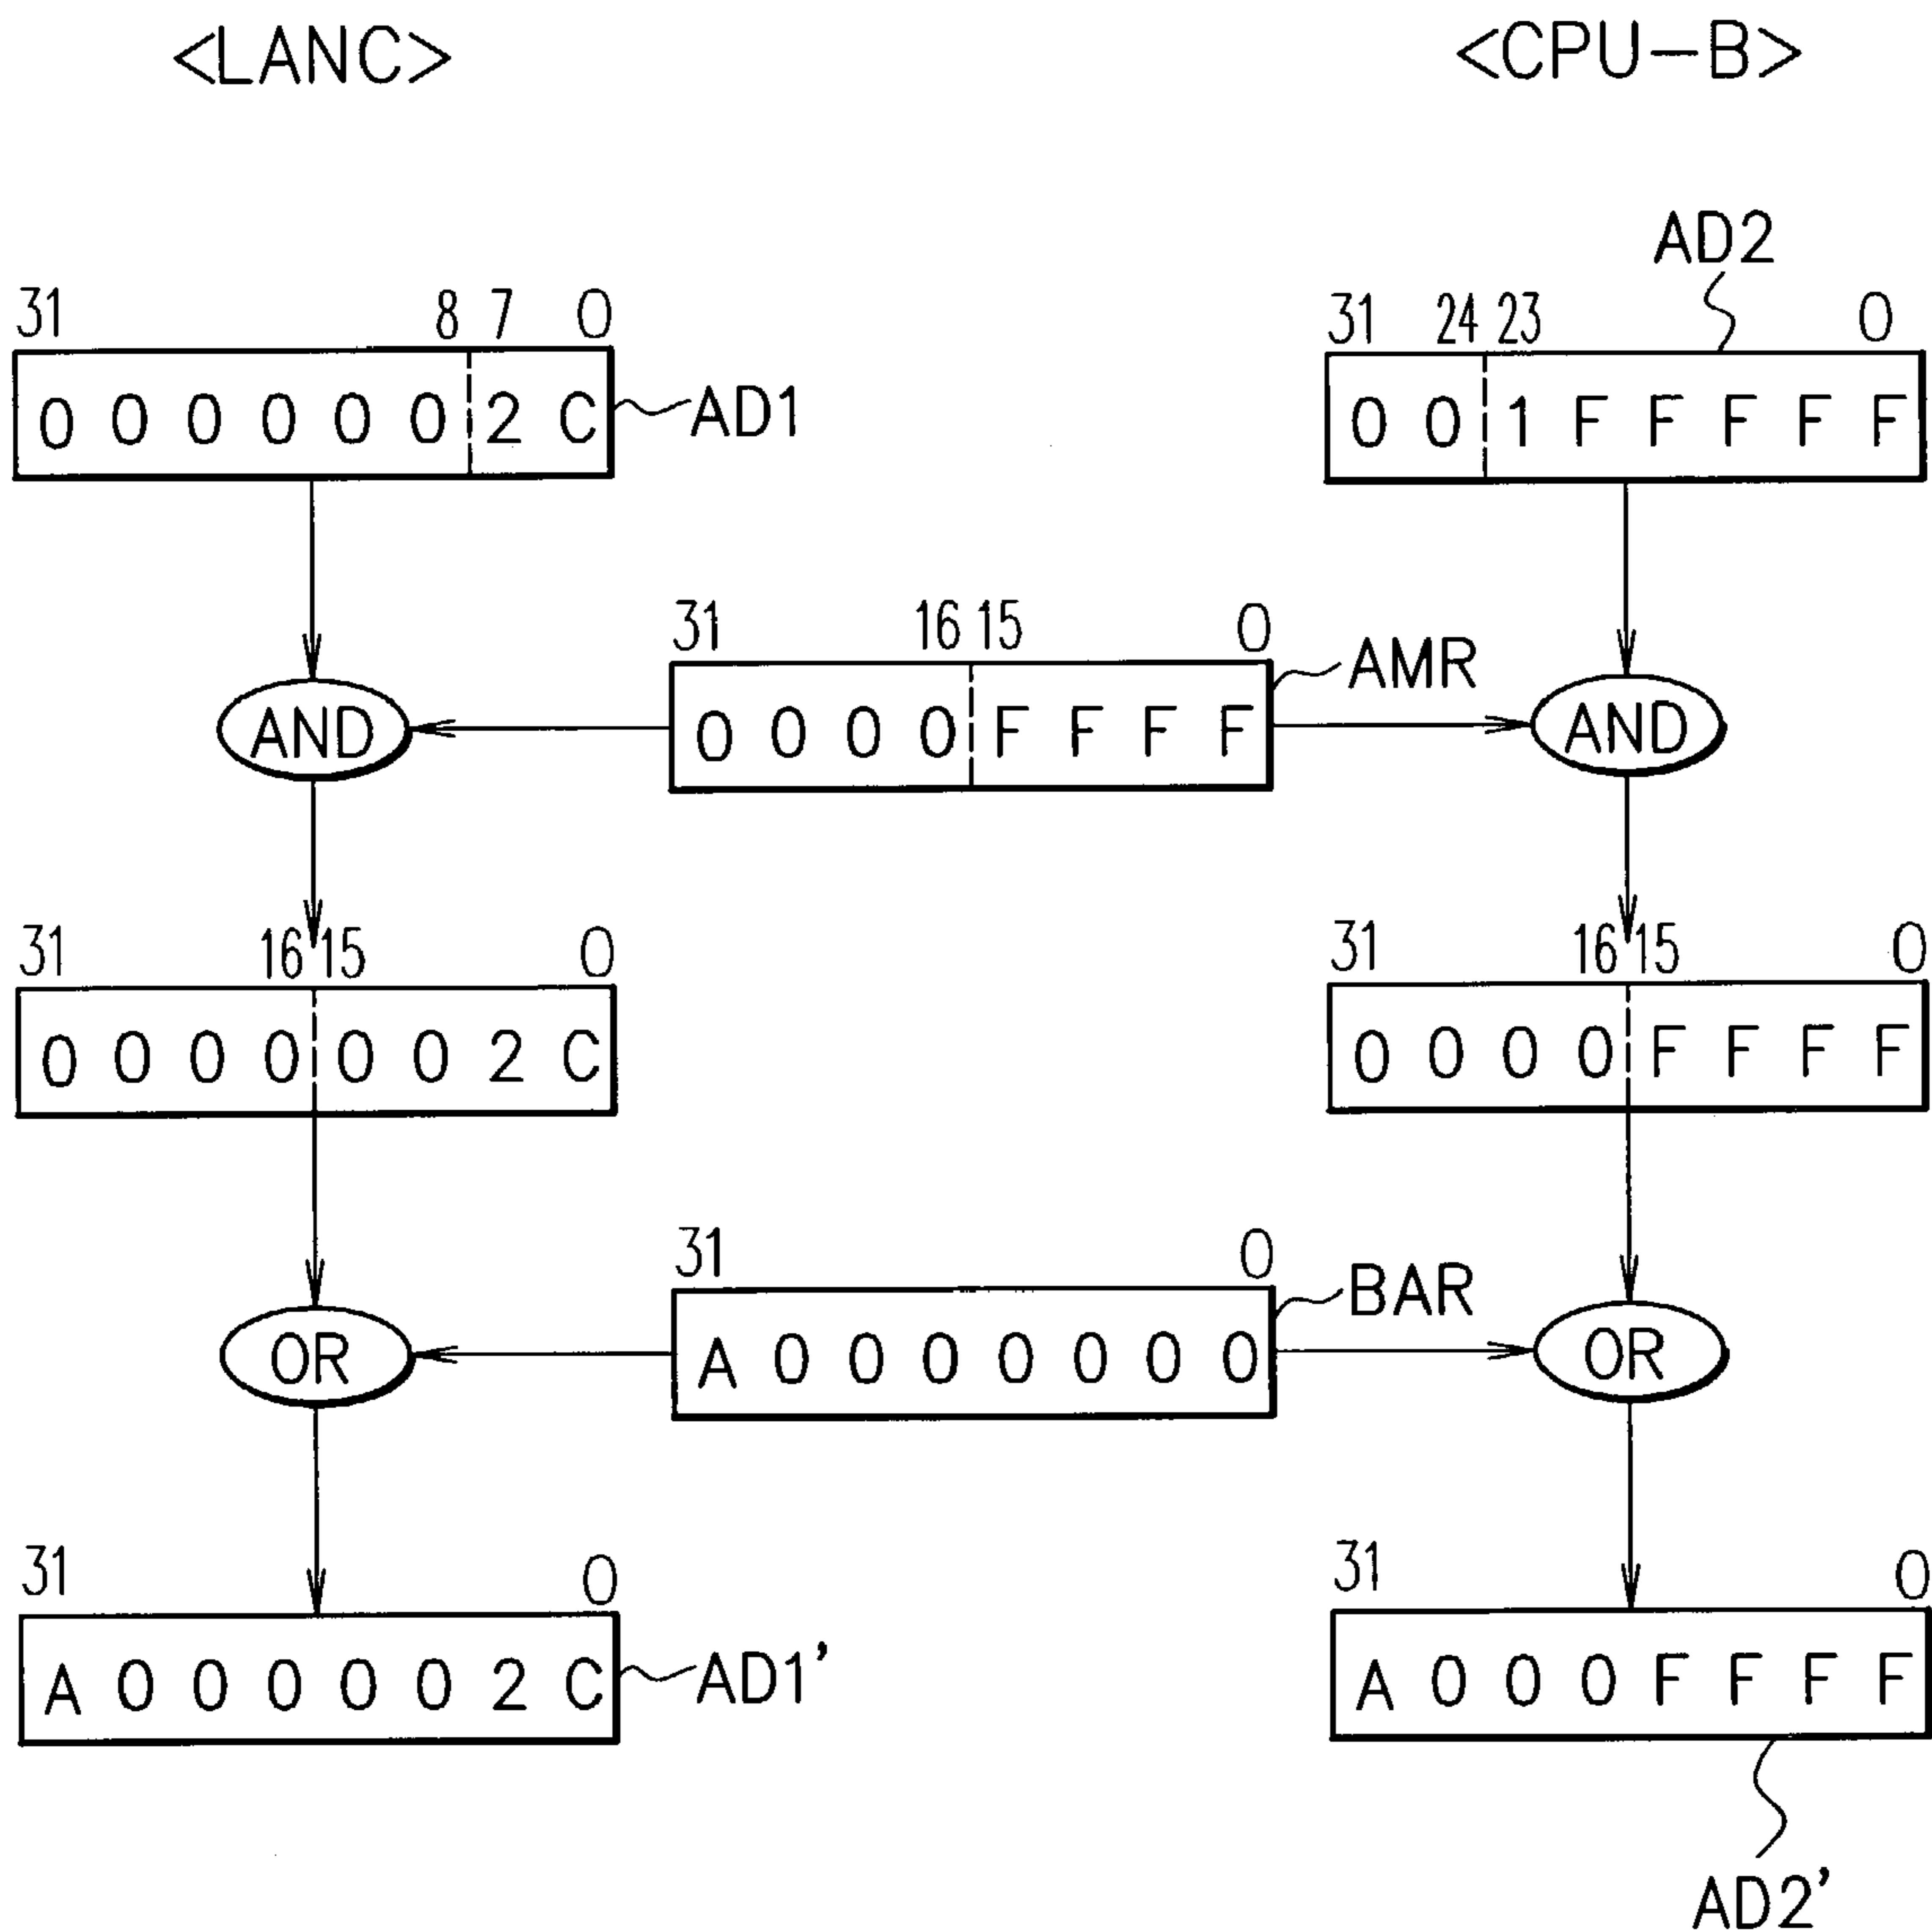 <LANC> <CPU-B>
AD2
31 8 7 0 31 24 23 0
0 0 0 0 0 0 2 C AD1 0 0 1 F F F F F
31 16 15 0
AMR
AND 0 0 0 0 F F F F AND
31 16 15 0 31 16 15 0
0 0 0 0 0 0 2 C 0 0 0 0 F F F F
31 0
BAR
OR A 0 0 0 0 0 0 0 OR
31 0 31 0
A 0 0 0 0 0 2 C AD1' A 0 0 0 F F F F
AD2'